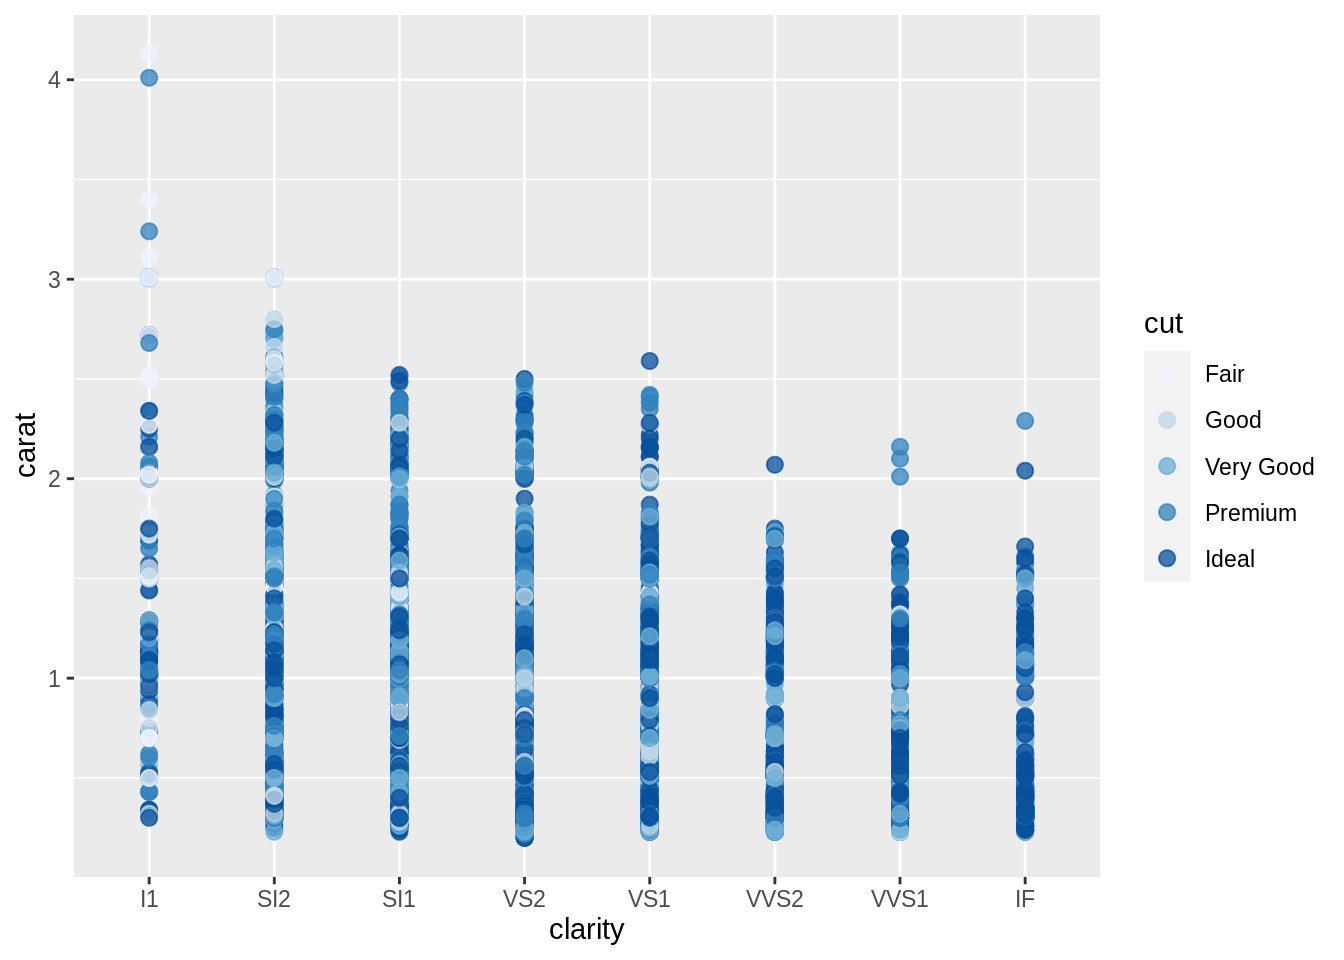 4
3
2
1
carat
I1 SI2 SI1 VS2 VS1 VVS2 VVS1 IF
clarity
cut
Fair
Good
Very Good
Premium
Ideal